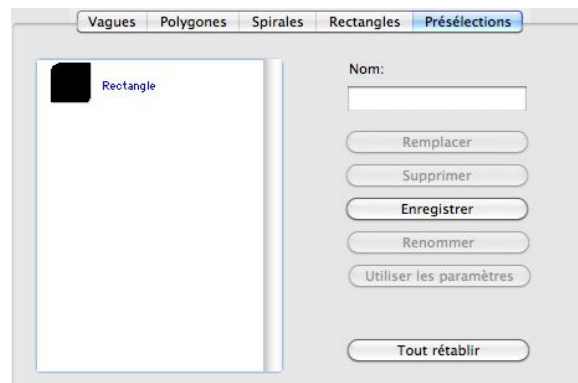 Vagues Polygones Spirales Rectangles Présélections
Rectangle
Nom:
Remplacer
Supprimer
Enregistrer
Renommer
Utiliser les paramètres
Tout rétablir